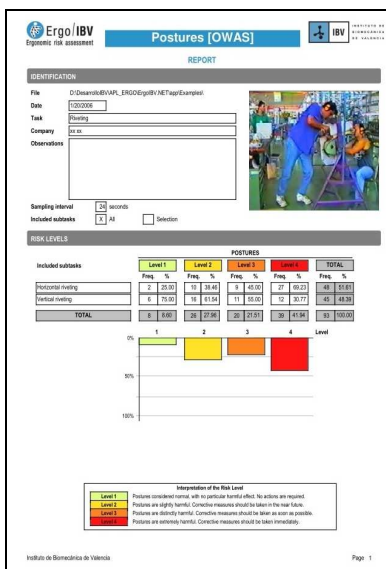 Ergo/IBV
Ergonomic risk assessment
Postures [OWAS]
IBV
INSTITUTO DE
BIOMECÁNICA
DE VALENCIA
REPORT
IDENTIFICATION
File D:\DesarrolloIBV\APL_ERGO\ErgoIBV.NET\app\Examples\
Date 1/20/2006
Task Riveting
Company xx xx
Observations
Sampling interval 24 seconds
Included subtasks X All Selection
RISK LEVELS
POSTURES
Included subtasks Level 1 Level 2 Level 3 Level 4 TOTAL
Freq. % Freq. % Freq. % Freq. % Freq. %
Horizontal riveting 2 25.00 10 38.46 9 45.00 27 69.23 48 51.61
Vertical riveting 6 75.00 16 61.54 11 55.00 12 30.77 45 48.39
TOTAL 8 8.60 26 27.96 20 21.51 39 41.94 93 100.00
1 2 3 4 Level
0%
50%
100%
Interpretation of the Risk Level
Level 1 Postures considered normal, with no particular harmful effect. No actions are required.
Level 2 Postures are slightly harmful. Corrective measures should be taken in the near future.
Level 3 Postures are distinctly harmful. Corrective measures should be taken as soon as possible.
Level 4 Postures are extremely harmful. Corrective measures should be taken immediately.
Instituto de Biomecánica de Valencia Page 1